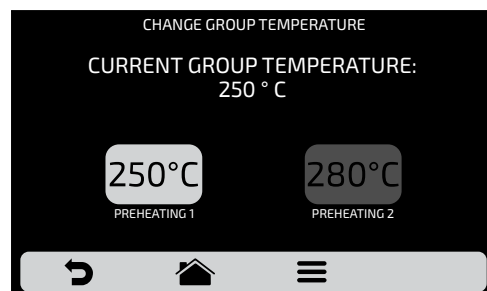 CHANGE GROUP TEMPERATURE
CURRENT GROUP TEMPERATURE:
250 ° C
250°C
280°C
PREHEATING 1
PREHEATING 2